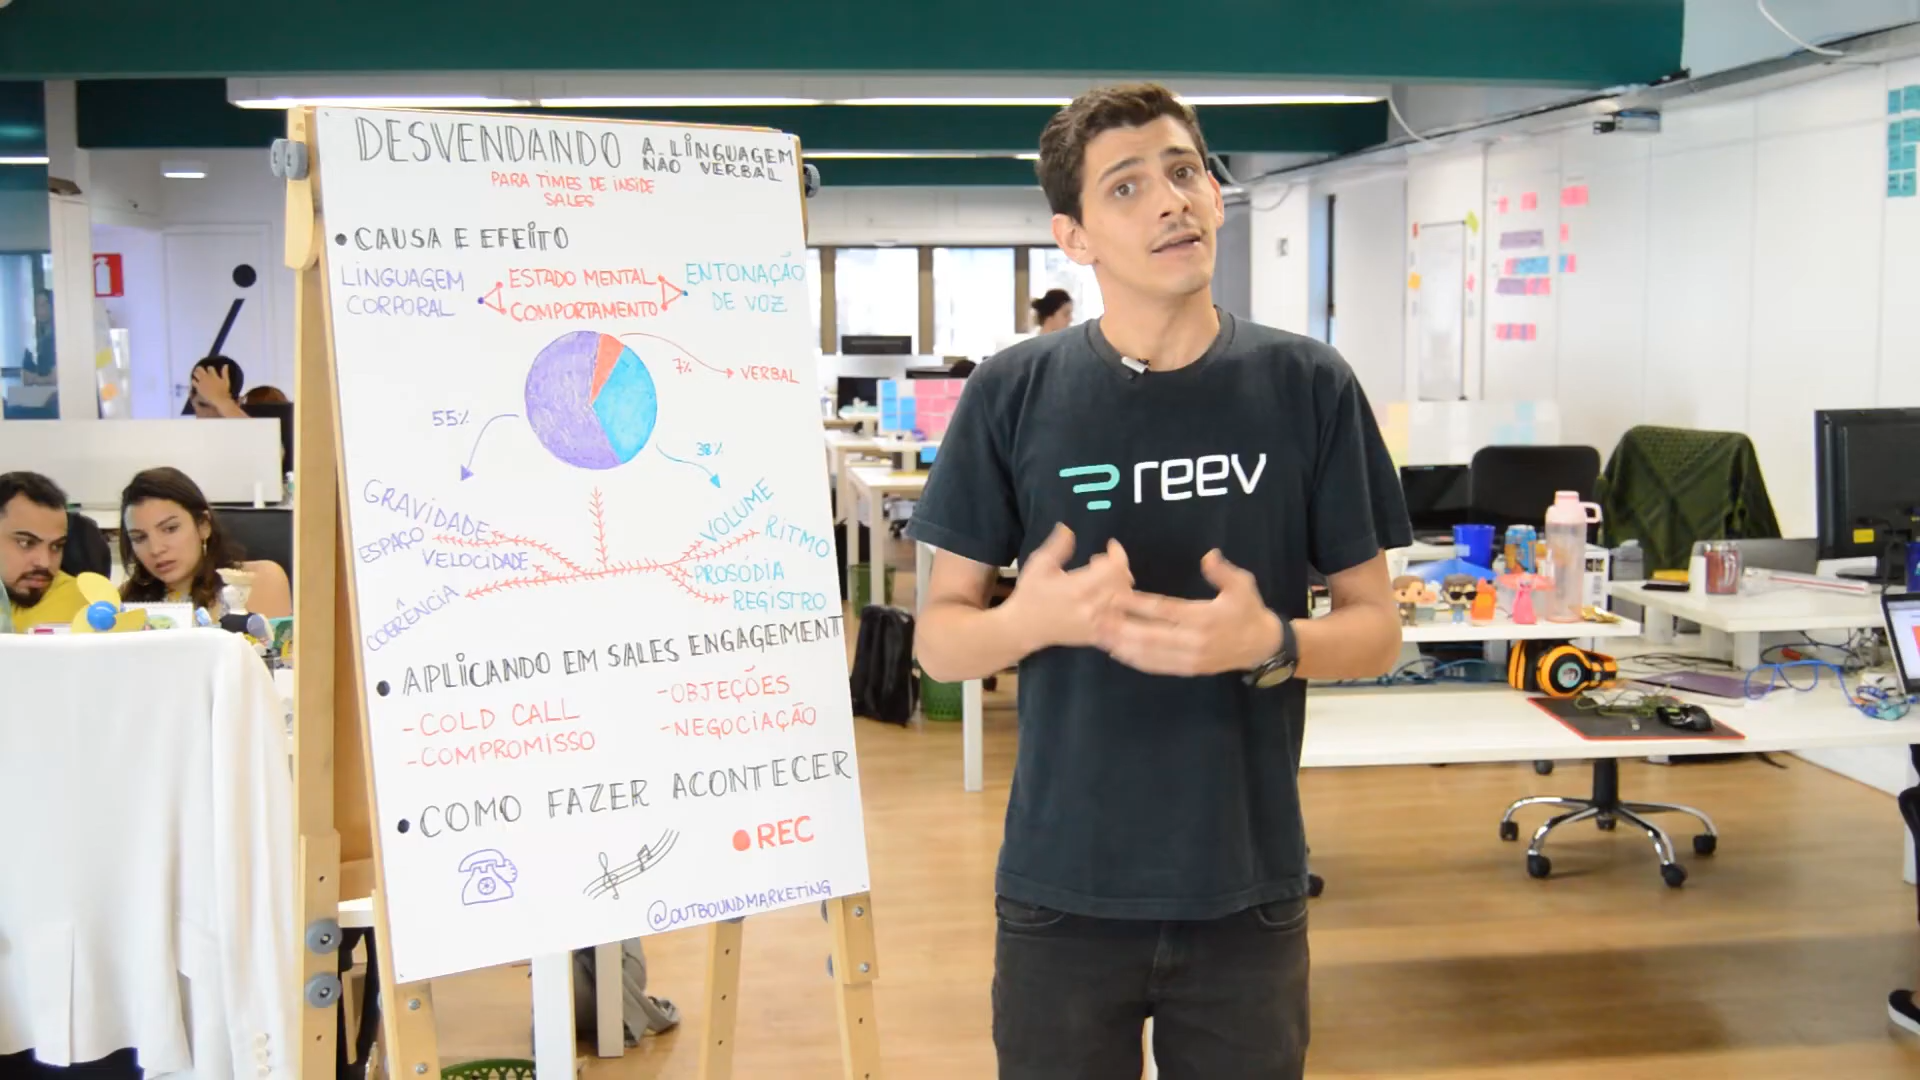 DESVENDANDO A LINGUAGEM
NÃO VERBAL
PARA TIMES DE INSIDE
SALES
• CAUSA E EFEITO
LINGUAGEM
CORPORAL
ESTADO MENTAL
COMPORTAMENTO
ENTONAÇÃO
DE VOZ
7%
VERBAL
55%
38%
GRAVIDADE
ESPAÇO
VELOCIDADE
COERÊNCIA
VOLUME
RITMO
PROSÓDIA
REGISTRO
• APLICANDO EM SALES ENGAGEMENT
- COLD CALL
- COMPROMISSO
- OBJEÇÕES
- NEGOCIAÇÃO
• COMO FAZER ACONTECER
REC
@OUTBOUNDMARKETING
reev